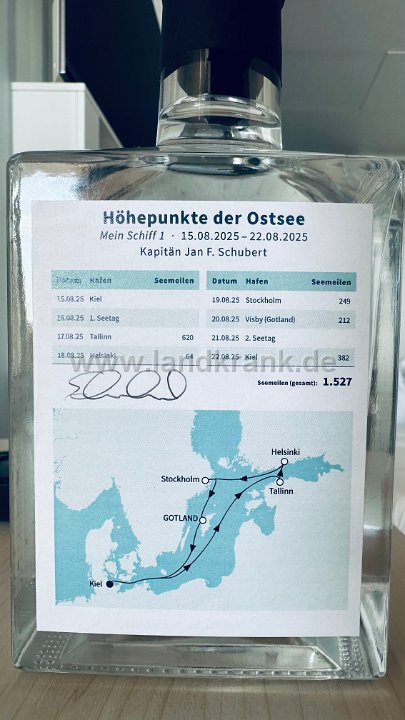 Höhepunkte der Ostsee
Mein Schiff 1 · 15.08.2025 – 22.08.2025
Kapitän Jan F. Schubert
Datum Hafen Seemeilen
15.08.25 Kiel
16.08.25 1. Seetag
17.08.25 Tallinn 620
18.08.25 Helsinki 64
Datum Hafen Seemeilen
19.08.25 Stockholm 249
20.08.25 Visby (Gotland) 212
21.08.25 2. Seetag
22.08.25 Kiel 382
www.landkrank.de
Seemeilen (gesamt): 1.527
Helsinki
Stockholm
Tallinn
GOTLAND
Kiel